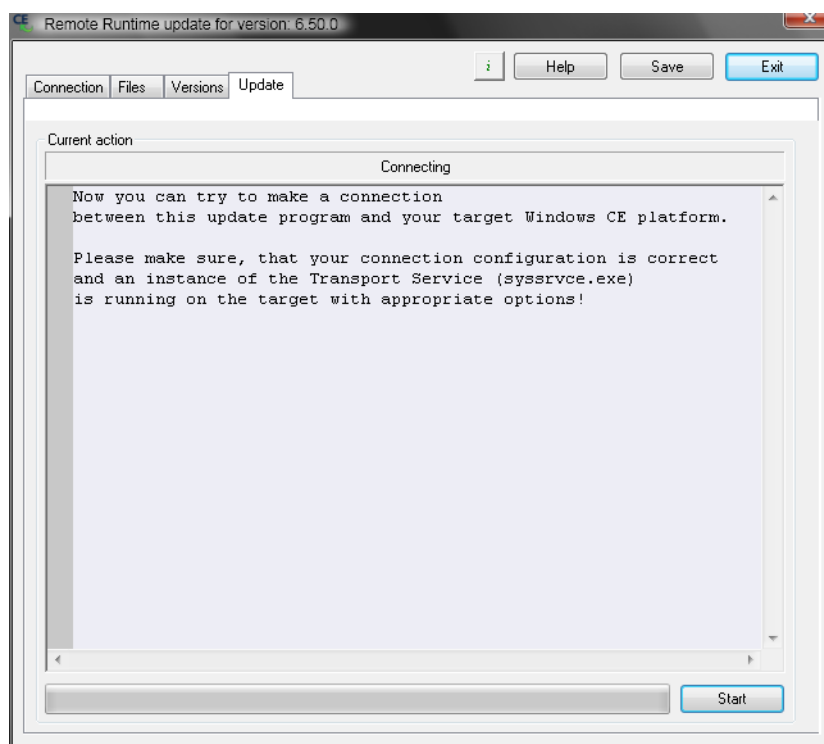 CE
Remote Runtime update for version: 6.50.0
i Help Save Exit
Connection Files Versions Update
Current action
Connecting
Now you can try to make a connection
between this update program and your target Windows CE platform.
Please make sure, that your connection configuration is correct
and an instance of the Transport Service (syssrvce.exe)
is running on the target with appropriate options!
Start